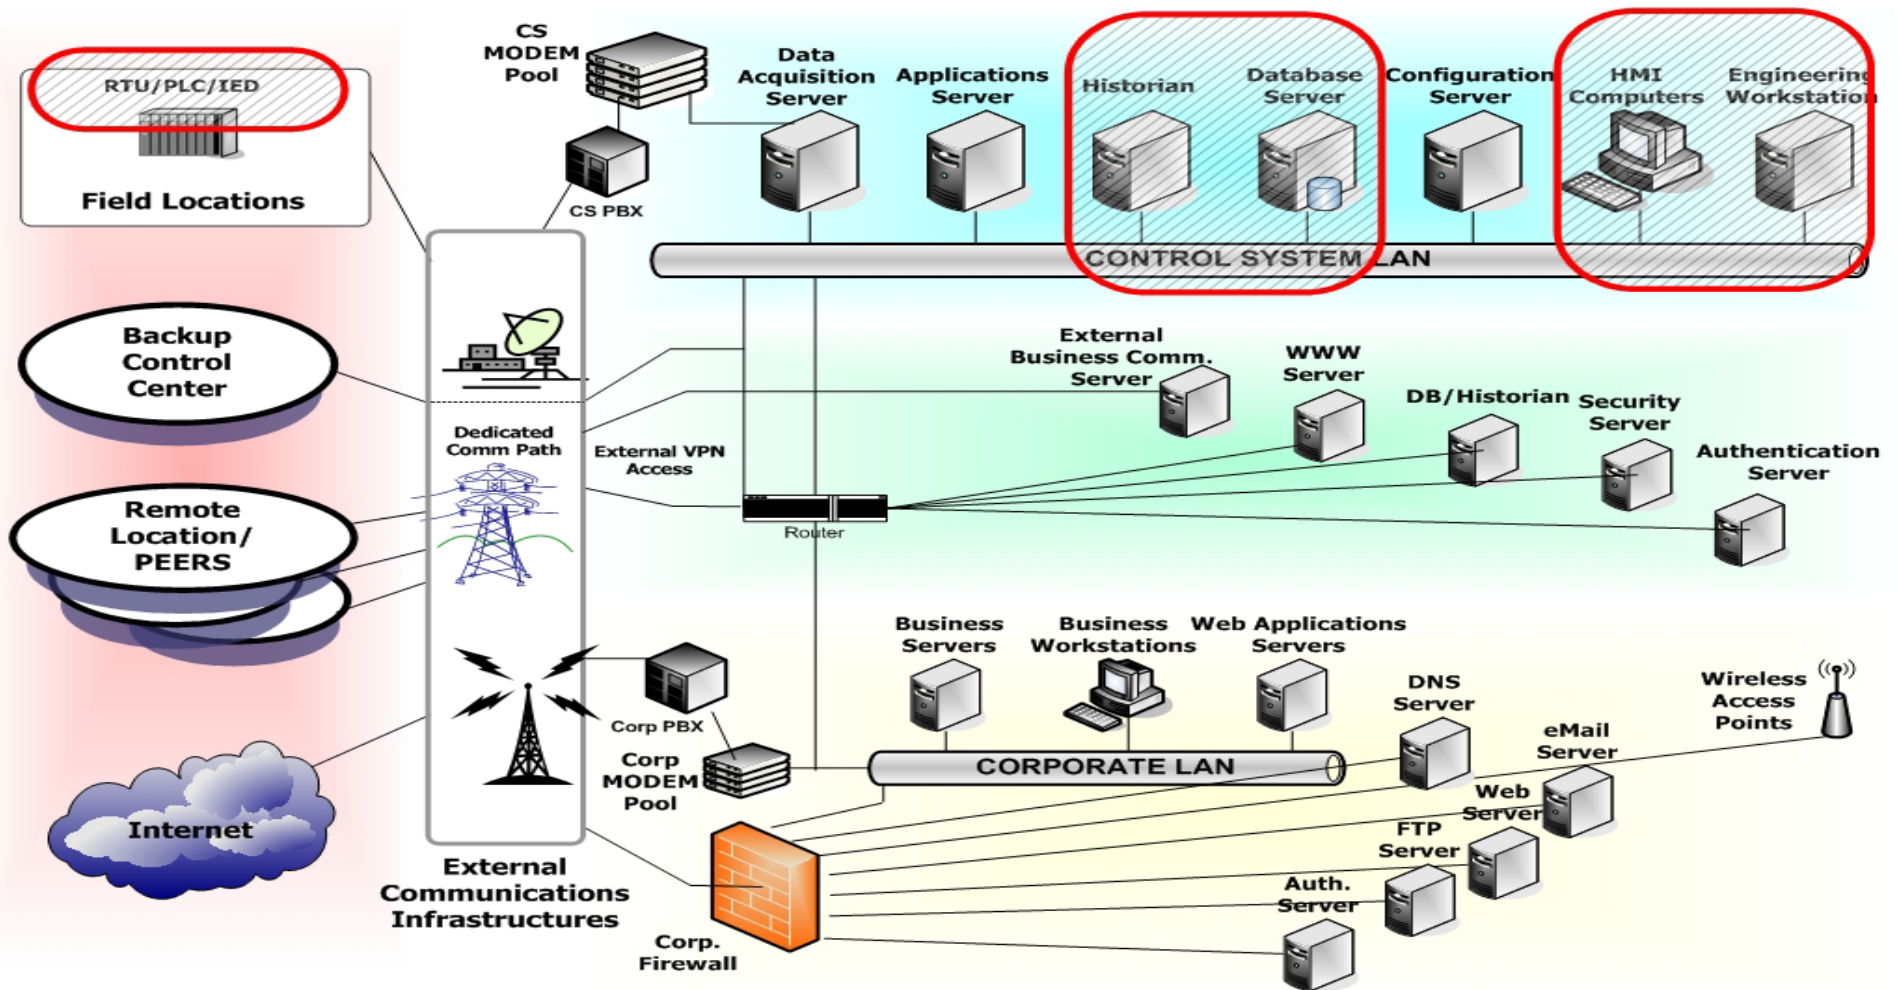 RTU/PLC/IED
Field Locations
CS
MODEM
Pool
CS PBX
Data
Acquisition
Server
Applications
Server
Historian
Database
Server
Configuration
Server
HMI
Computers
Engineering
Workstation
CONTROL SYSTEM LAN
Backup
Control
Center
Dedicated
Comm Path
External VPN
Access
External
Business Comm.
Server
WWW
Server
DB/Historian
Security
Server
Authentication
Server
Router
Remote
Location/
PEERS
Business
Servers
Business
Workstations
Web Applications
Servers
DNS
Server
eMail
Server
Wireless
Access
Points
Corp PBX
Corp
MODEM
Pool
CORPORATE LAN
Web
Server
FTP
Server
Auth.
Server
Internet
External
Communications
Infrastructures
Corp.
Firewall